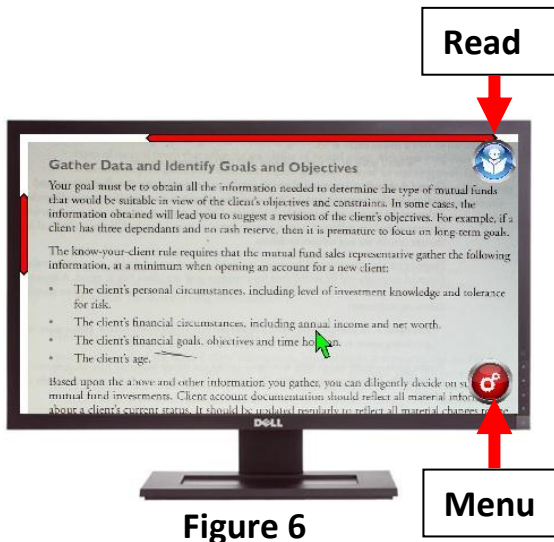 Read
Gather Data and Identify Goals and Objectives
Your goal must be to obtain all the information needed to determine the type of mutual funds
that would be suitable in view of the client's objectives and constraints. In some cases, the
information obtained will lead you to suggest a revision of the client's objectives. For example, if a
client has three dependants and no cash reserve, then it is premature to focus on long-term goals.
The know-your-client rule requires that the mutual fund sales representative gather the following
information, at a minimum when opening an account for a new client:
• The client's personal circumstances, including level of investment knowledge and tolerance
for risk.
• The client's financial circumstances, including annual income and net worth.
• The client's financial goals, objectives and time
• The client's age.
Based upon the above and other information you gather, you can diligently decide on
mutual fund investments. Client account documentation should reflect all material
about a client's current status. It should be updated regularly to reflect all material changes
DELL
Menu
Figure 6